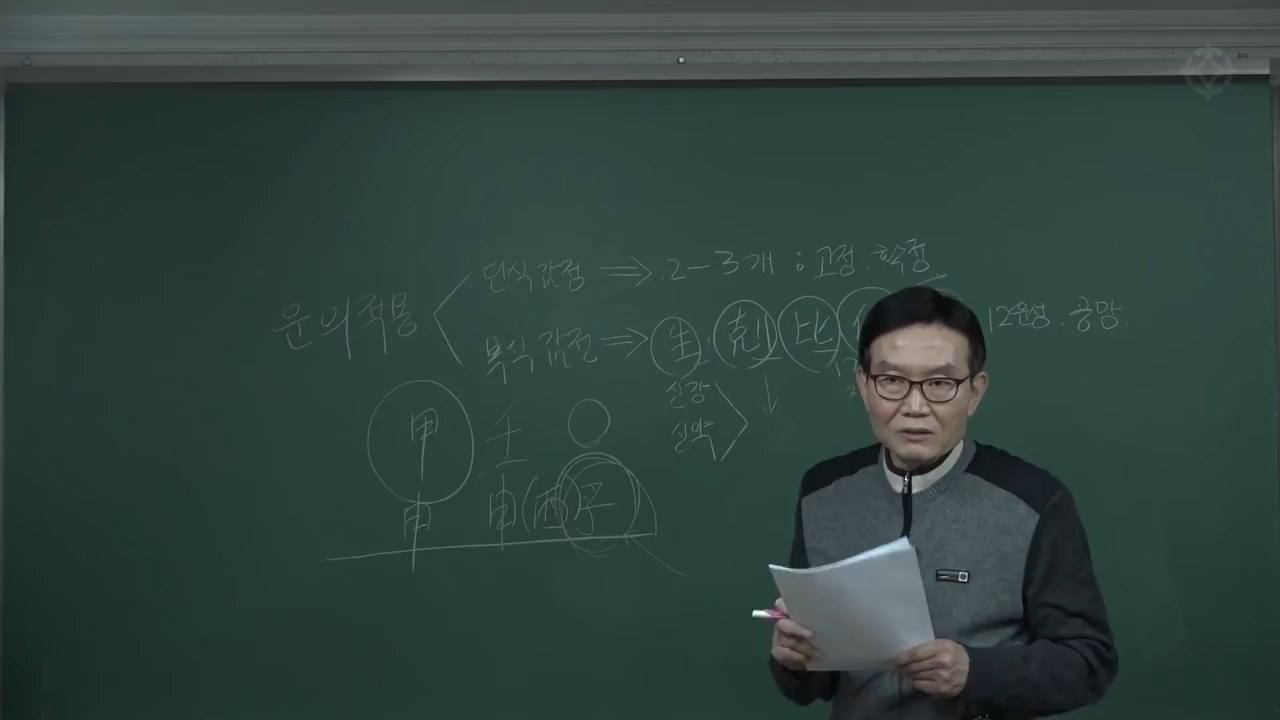 운의적용
단식감정 ⇒ 2-3개 : 고정. 확정
복식감정 ⇒ 生. 剋 比 12운성. 공망.
신강
신약
甲 壬
申 申(酉)子